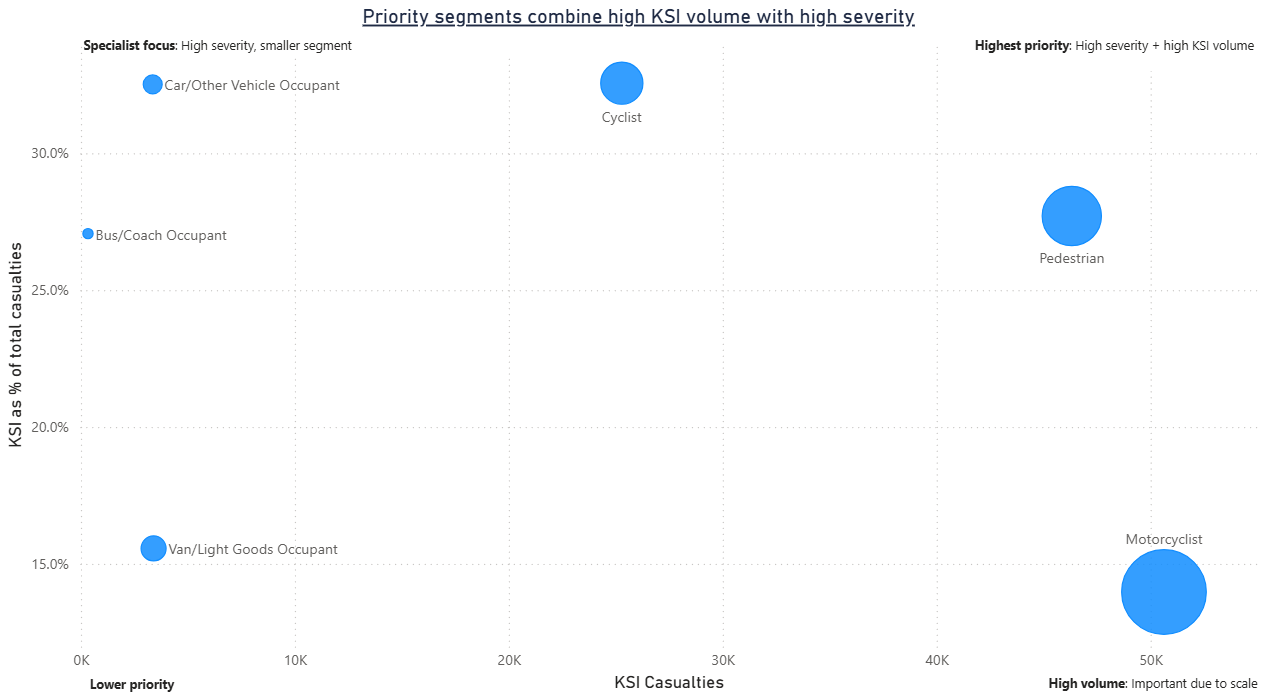 Priority segments combine high KSI volume with high severity
Specialist focus: High severity, smaller segment
Highest priority: High severity + high KSI volume
Car/Other Vehicle Occupant
Cyclist
30.0%
Bus/Coach Occupant
Pedestrian
25.0%
KSI as % of total casualties
20.0%
Motorcyclist
Van/Light Goods Occupant
15.0%
0K 10K 20K 30K 40K 50K
KSI Casualties
Lower priority
High volume: Important due to scale